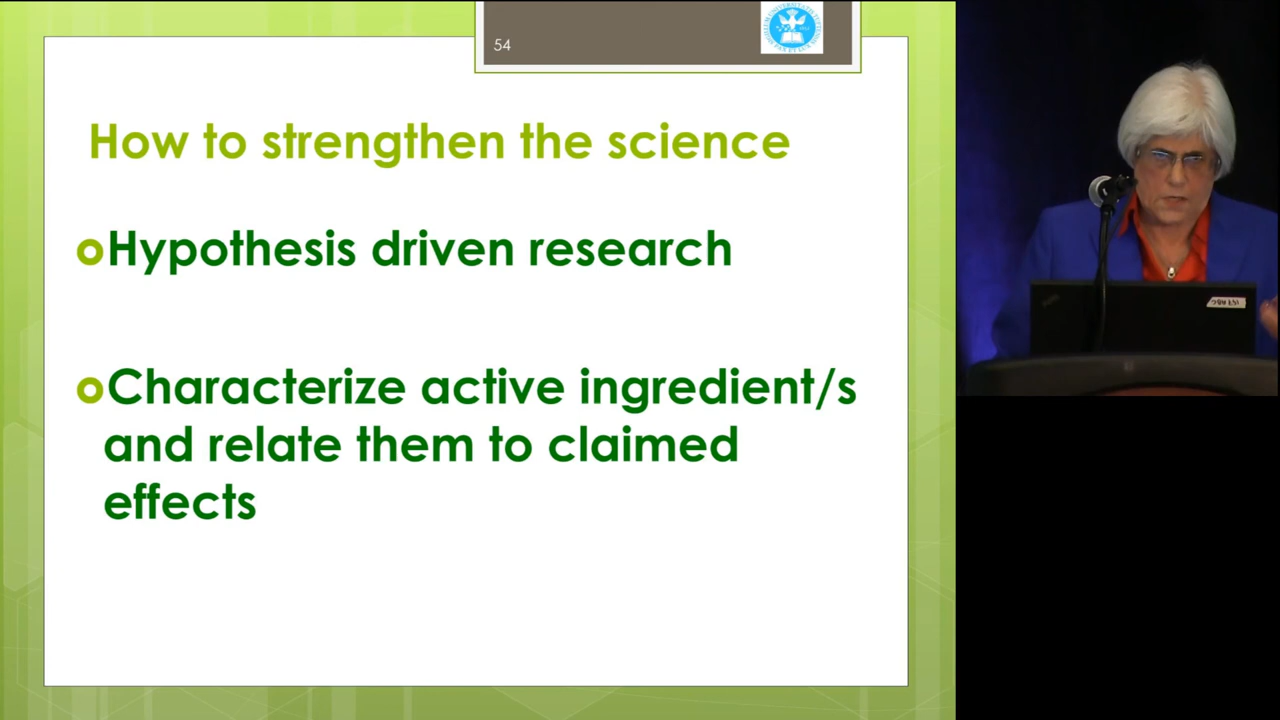 54
How to strengthen the science
Hypothesis driven research
Characterize active ingredient/s
and relate them to claimed
effects